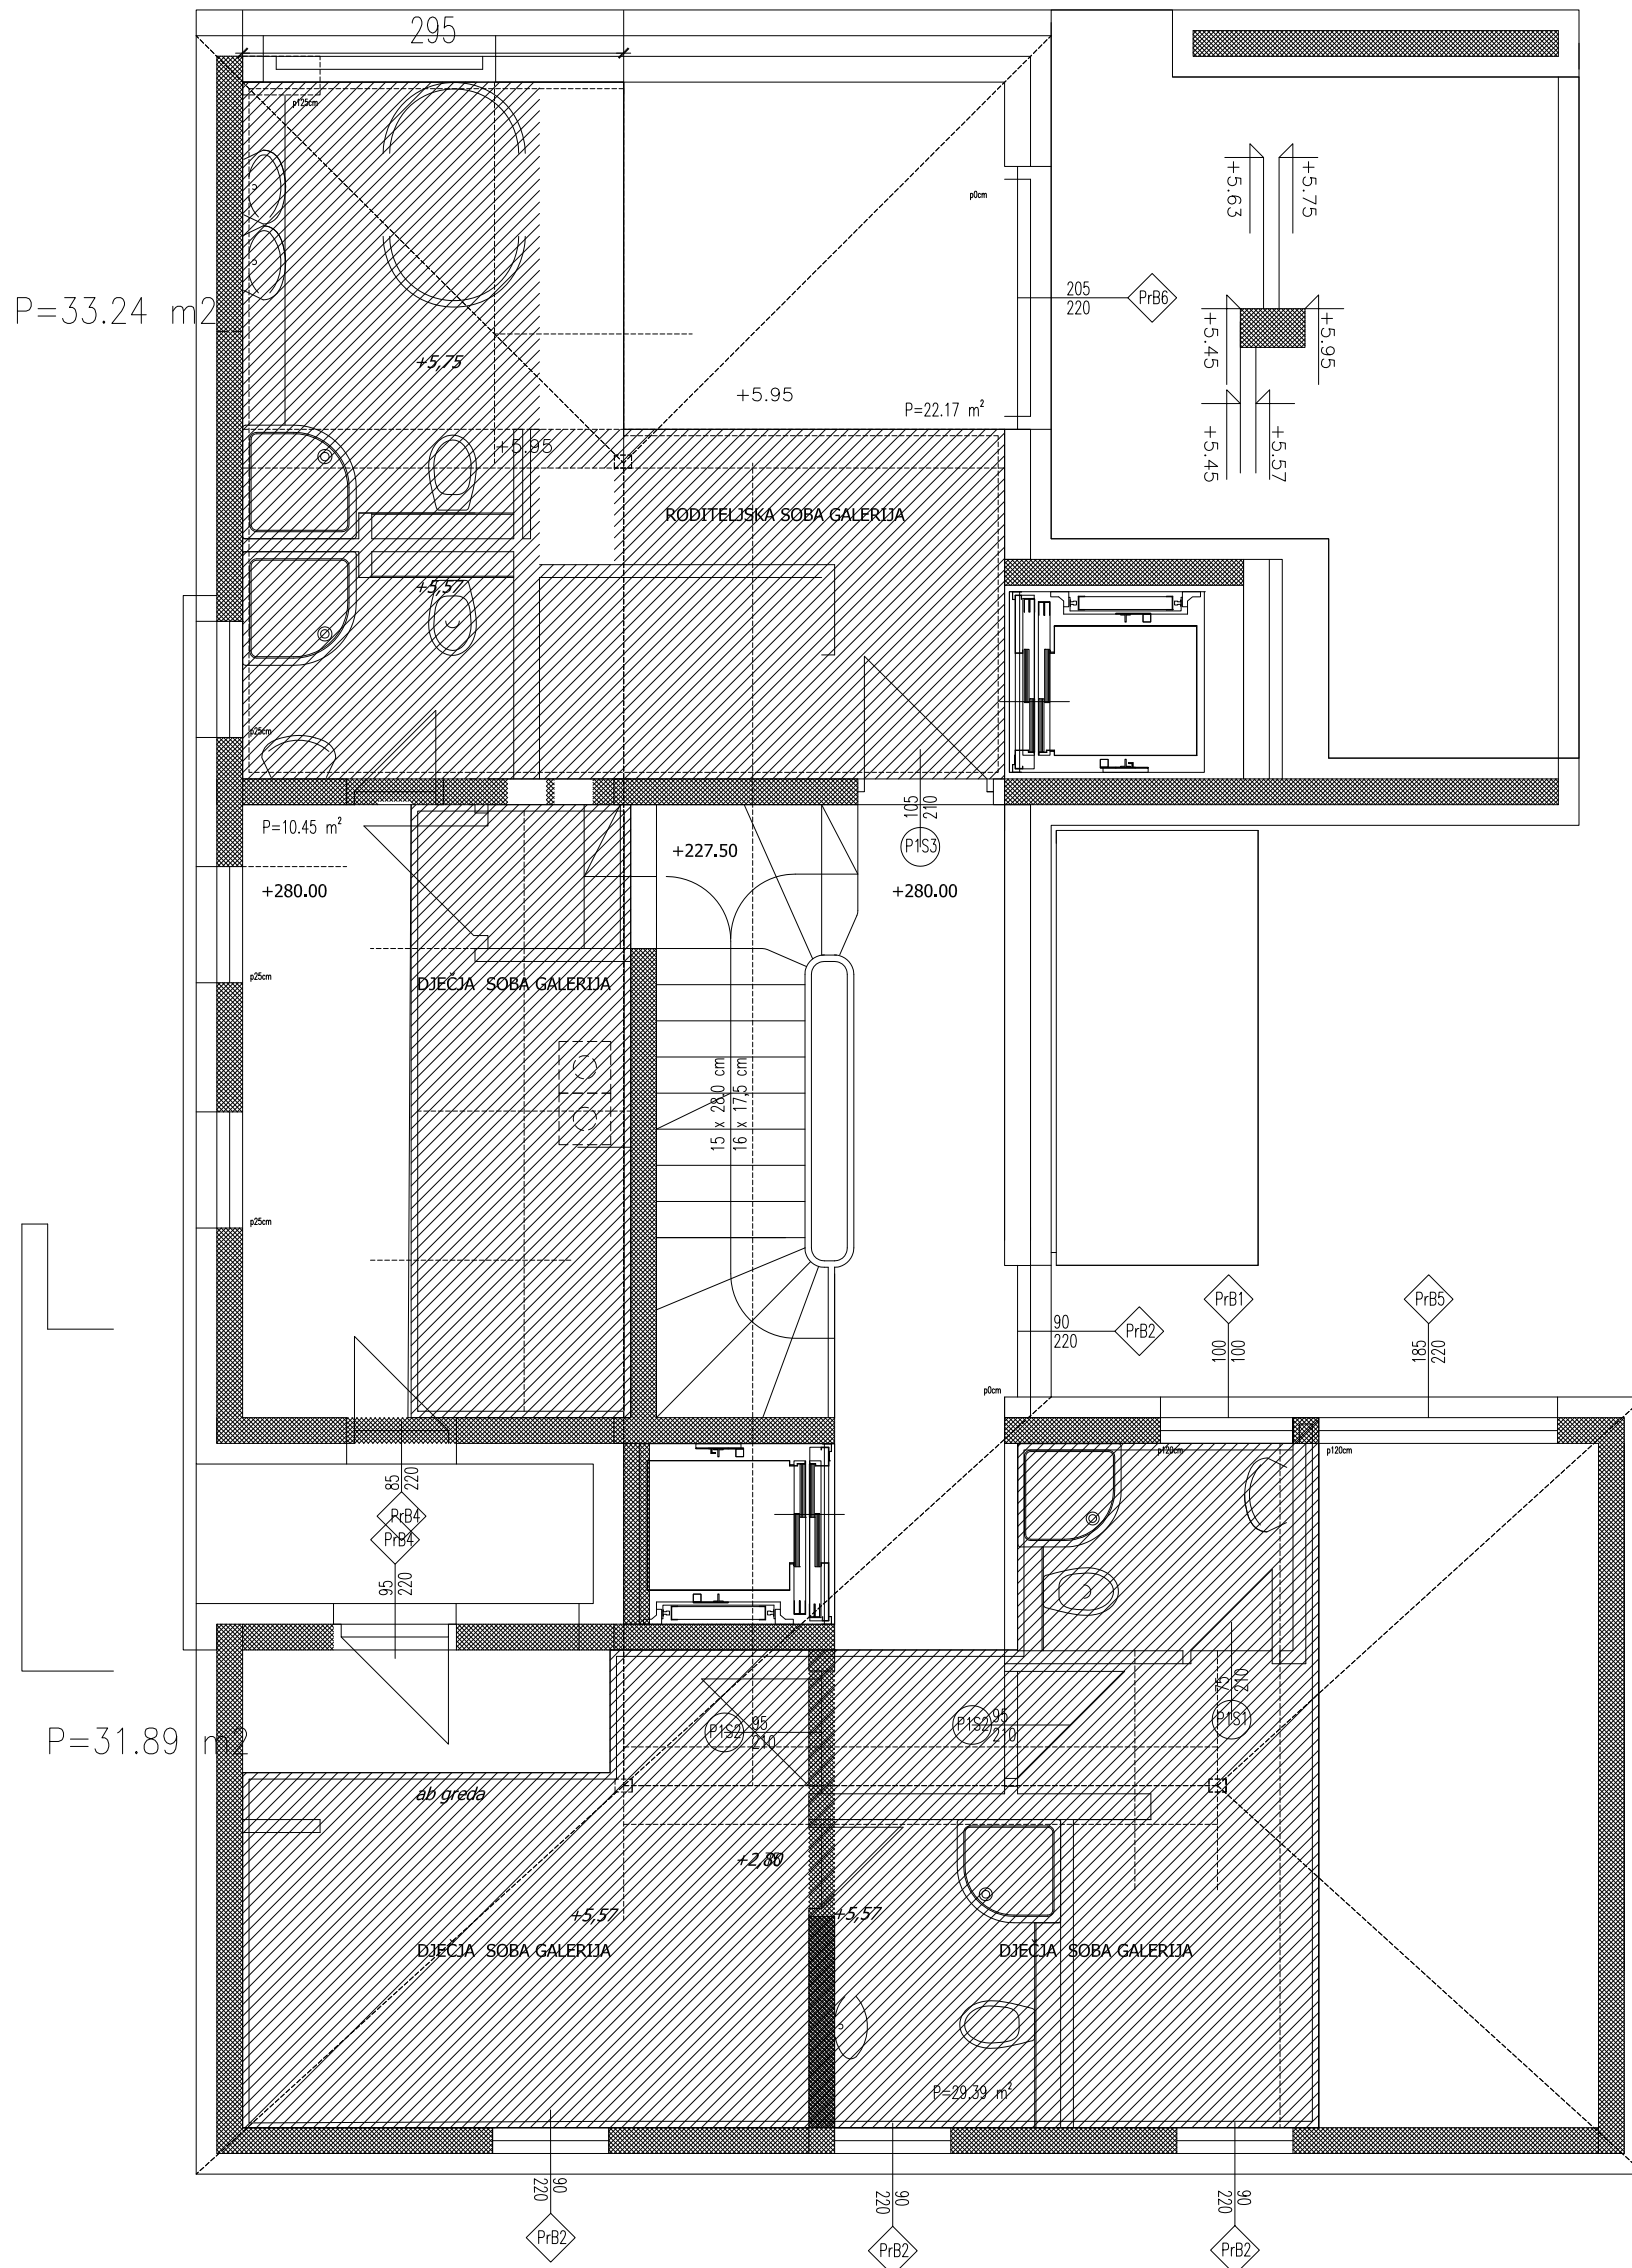 295
p125cm
+5.63
+5.75
p0cm
P=33.24 m2
205
220
PrB6
+5.45
+5.95
+5,75
+5.95
P=22.17 m²
+5.95
+5.45
+5.57
RODITELJSKA SOBA GALERIJA
+5,57
p25cm
105
210
P1S3
P=10.45 m²
+227.50
+280.00
+280.00
p25cm
DJEČJA SOBA GALERIJA
15 x 28,0 cm
16 x 17,5 cm
p25cm
PrB1
PrB5
90
220
PrB2
100
100
185
220
p0cm
p120cm
p120cm
85
220
PrB4
PrB4
95
220
75
210
P1S1
P1S2
95
210
P1S2
95
210
P=31.89 m2
ab greda
+5,57
+5,57
DJEČJA SOBA GALERIJA
DJEČJA SOBA GALERIJA
P=29.39 m²
90
220
90
220
90
220
PrB2
PrB2
PrB2